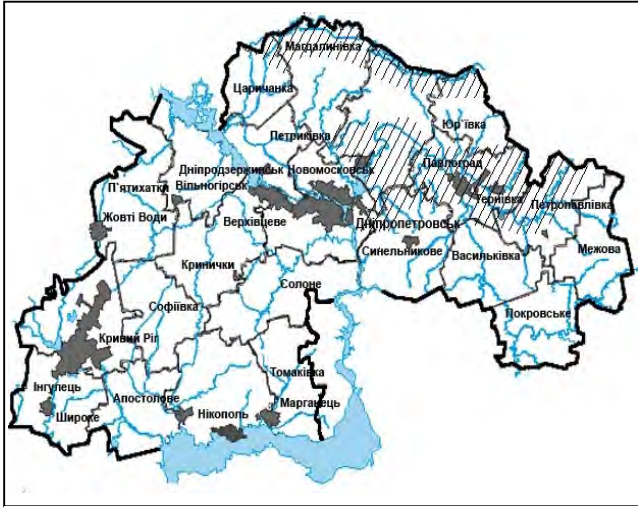 Магдалинівка
Царичанка
Юр`ївка
Петриківка
Павлоград
Дніпродзержинськ
Новомосковськ
П`ятихатки
Вільногірськ
Тернівка
Петропавлівка
Жовті Води
Верхівцеве
Дніпропетровськ
Синельникове
Васильківка
Межова
Кринички
Солоне
Софіївка
Покровське
Кривий Ріг
Томаківка
Інгулець
Апостолове
Нікополь
Марганець
Широке